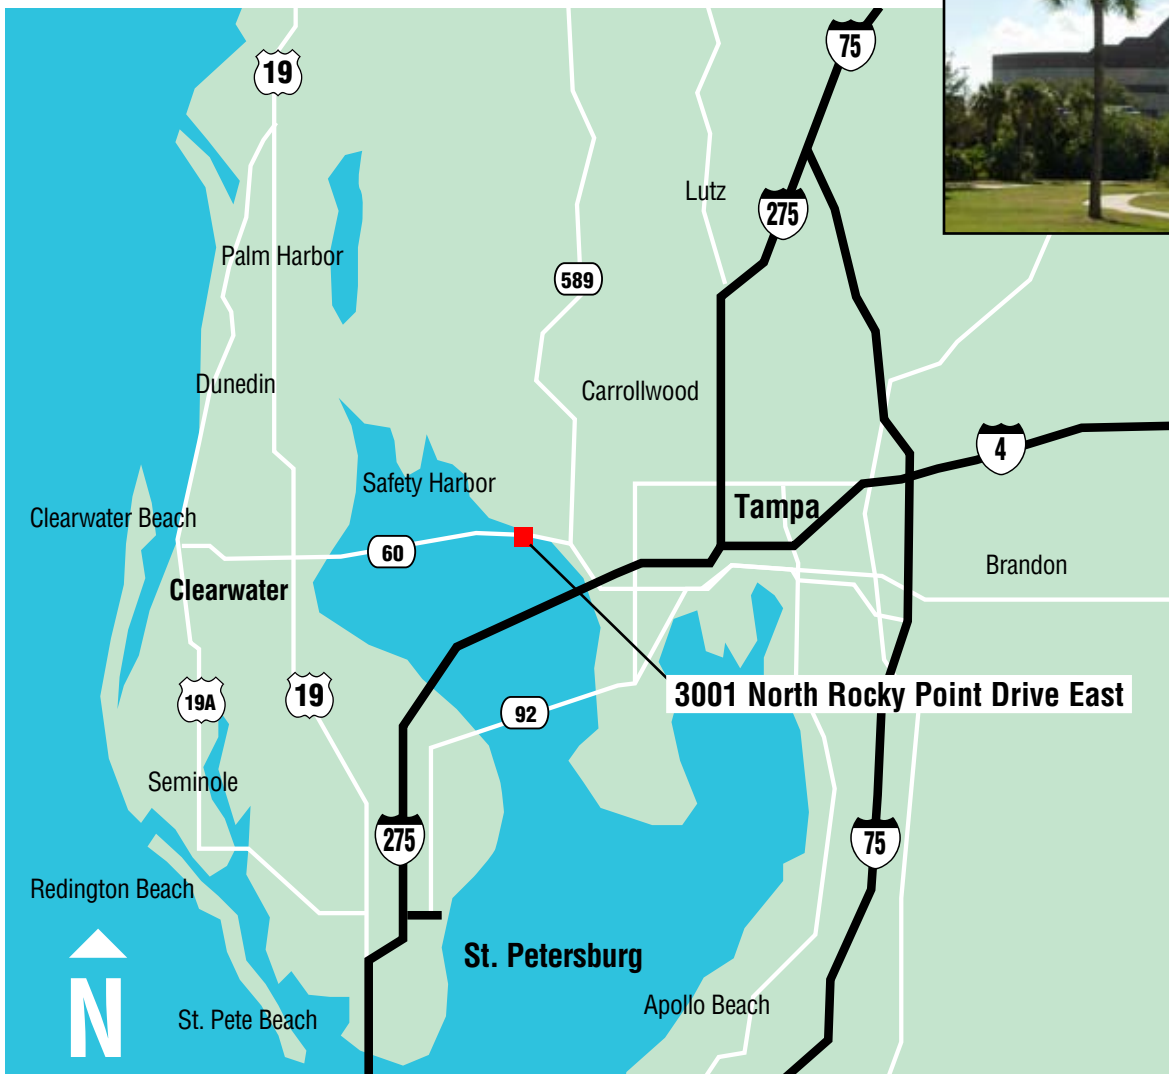 75
19
Lutz
275
Palm Harbor
589
Dunedin
Carrollwood
4
Safety Harbor
Tampa
Clearwater Beach
60
Brandon
Clearwater
19A
19
3001 North Rocky Point Drive East
92
Seminole
275
75
Redington Beach
St. Petersburg
N
Apollo Beach
St. Pete Beach